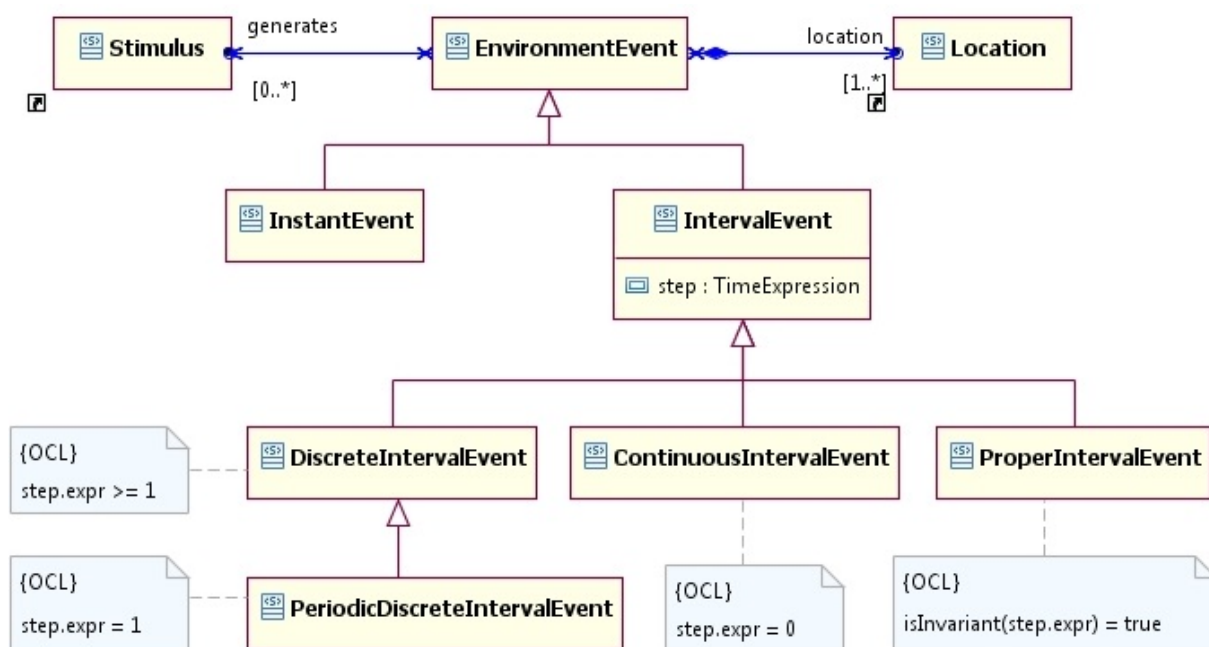 generates
Stimulus
EnvironmentEvent
location
Location
[0..*]
[1..*]
InstantEvent
IntervalEvent
step : TimeExpression
{OCL}
step.expr >= 1
DiscreteIntervalEvent
ContinuousIntervalEvent
ProperIntervalEvent
{OCL}
step.expr = 1
PeriodicDiscreteIntervalEvent
{OCL}
step.expr = 0
{OCL}
isInvariant(step.expr) = true